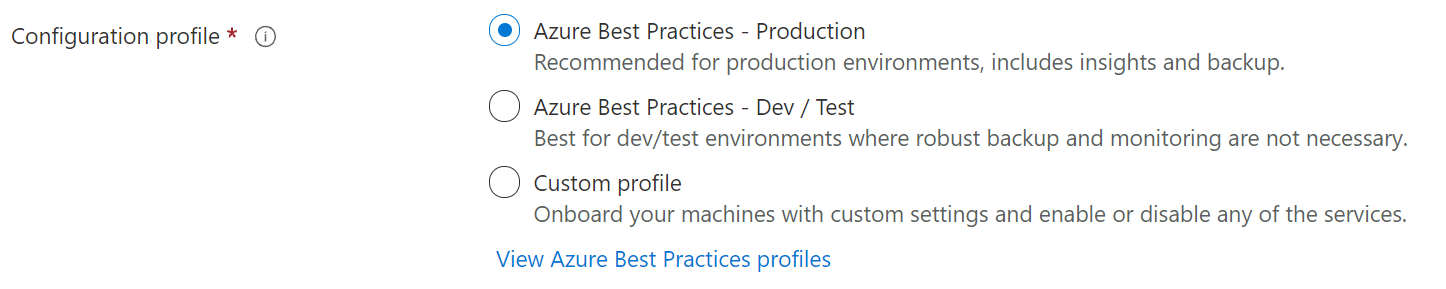 Configuration profile *
Azure Best Practices - Production
Recommended for production environments, includes insights and backup.
Azure Best Practices - Dev / Test
Best for dev/test environments where robust backup and monitoring are not necessary.
Custom profile
Onboard your machines with custom settings and enable or disable any of the services.
View Azure Best Practices profiles